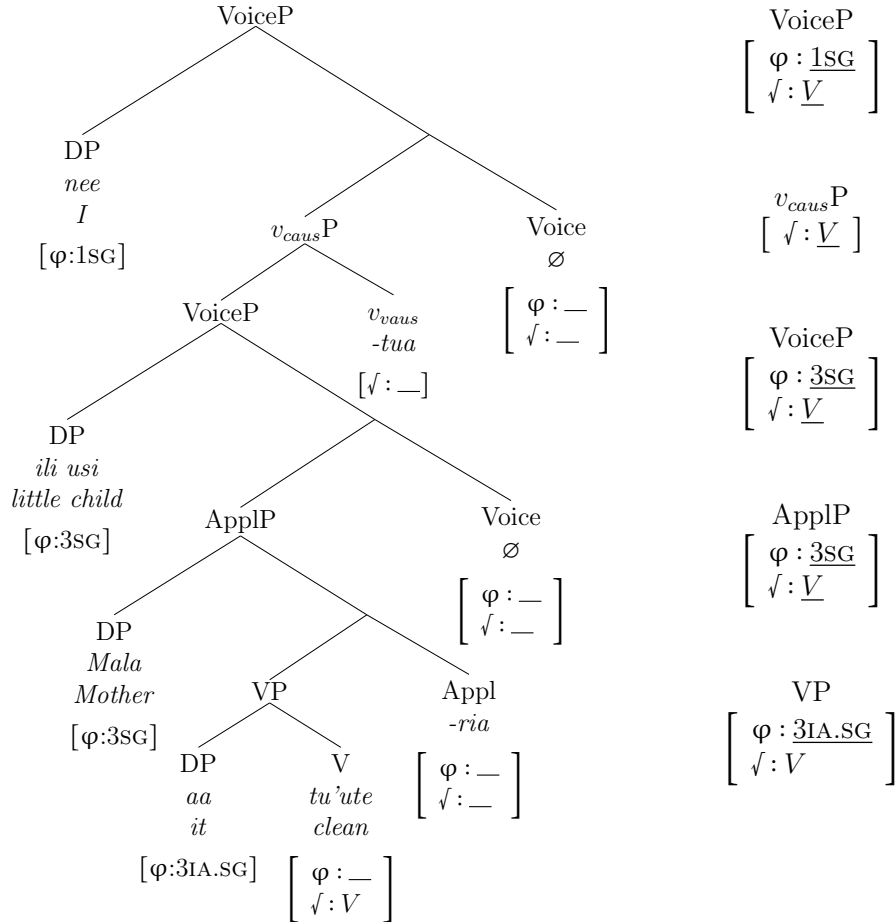 VoiceP
VoiceP
[ φ : 1SG
√ : V ]
DP
nee
I
[φ:1SG]
v_causP
[ √ : V ]
v_causP
Voice
∅
[ φ : __
√ : __ ]
VoiceP
v_vaus
-tua
[√ : __]
VoiceP
[ φ : 3SG
√ : V ]
DP
ili usi
little child
[φ:3SG]
ApplP
Voice
∅
[ φ : __
√ : __ ]
ApplP
[ φ : 3SG
√ : V ]
DP
Mala
Mother
[φ:3SG]
VP
Appl
-ria
[ φ : __
√ : __ ]
VP
[ φ : 3IA.SG
√ : V ]
DP
aa
it
[φ:3IA.SG]
V
tu'ute
clean
[ φ : __
√ : V ]